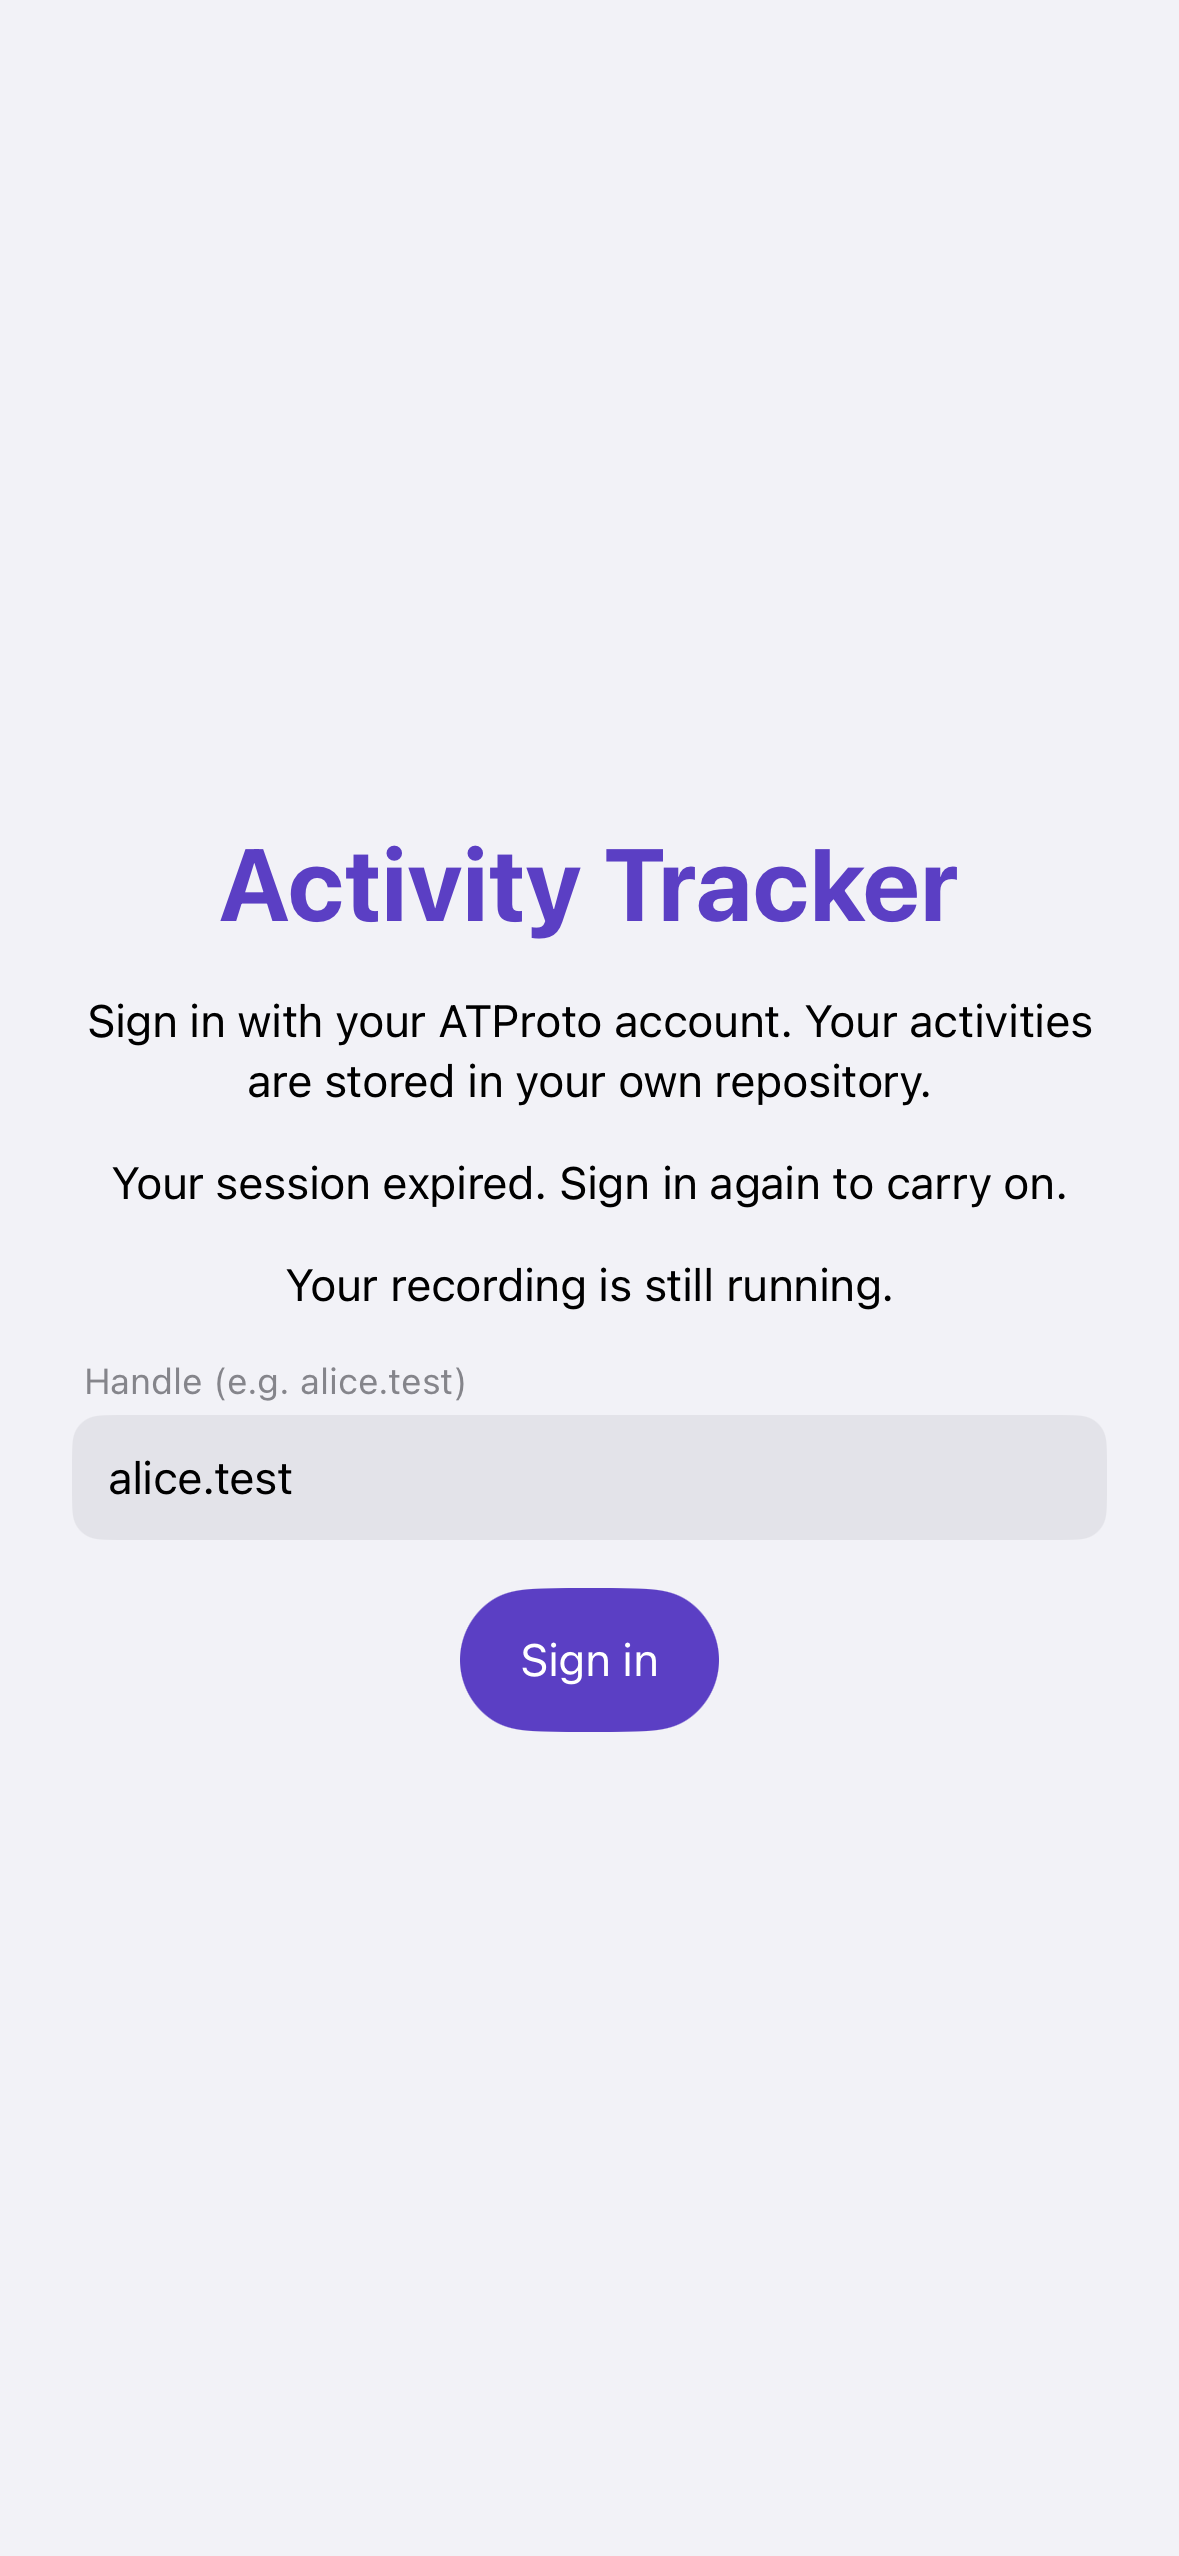 Activity Tracker
Sign in with your ATProto account. Your activities
are stored in your own repository.
Your session expired. Sign in again to carry on.
Your recording is still running.
Handle (e.g. alice.test)
alice.test
Sign in